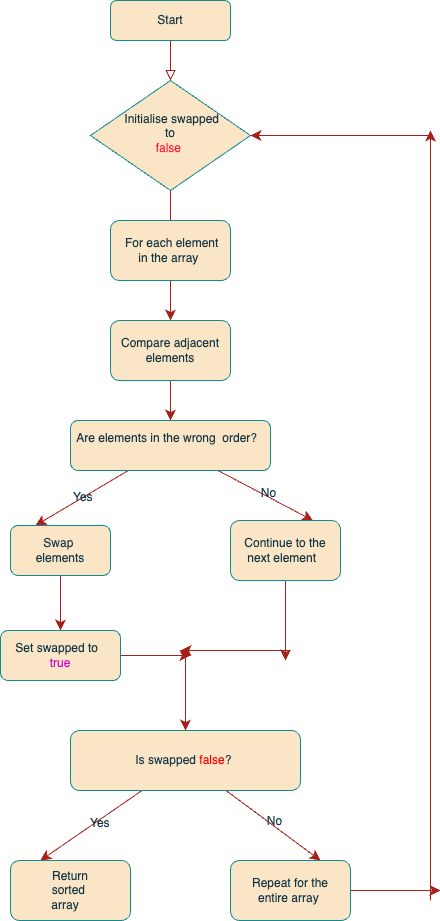 Start
Initialise swapped
to
false
For each element
in the array
Compare adjacent
elements
Are elements in the wrong order?
Yes
No
Swap
elements
Continue to the
next element
Set swapped to
true
Is swapped false?
Yes
No
Return
sorted
array
Repeat for the
entire array